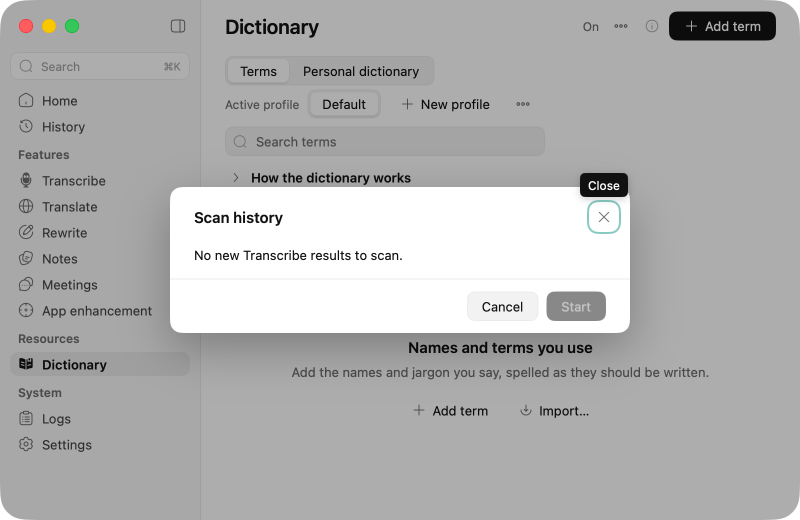 Dictionary
On
Add term
Search ⌘K
Terms
Personal dictionary
Active profile
Default
New profile
Search terms
Home
History
Features
Transcribe
Translate
Rewrite
Notes
Meetings
App enhancement
Resources
Dictionary
System
Logs
Settings
How the dictionary works
Close
Scan history
No new Transcribe results to scan.
Cancel
Start
Names and terms you use
Add the names and jargon you say, spelled as they should be written.
Add term
Import...